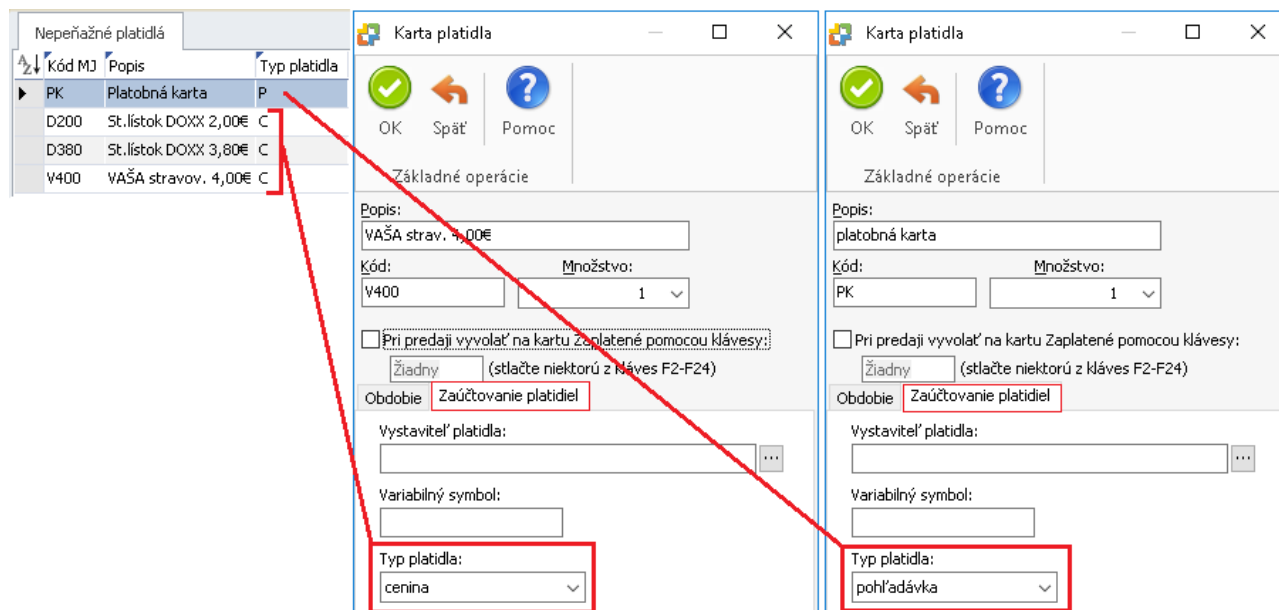 Nepeňažné platidlá
Kód MJ Popis Typ platidla
PK Platobná karta P
D200 St.lístok DOXX 2,00€ C
D380 St.lístok DOXX 3,80€ C
V400 VAŠA stravov. 4,00€ C
Karta platidla
OK Späť Pomoc
Základné operácie
Popis:
VAŠA strav. 4,00€
Kód: Množstvo:
V400 1
Pri predaji vyvolať na kartu Zaplatené pomocou klávesy:
Žiadny (stlačte niektorú z kláves F2-F24)
Obdobie Zaúčtovanie platidiel
Vystaviteľ platidla:
...
Variabilný symbol:
Typ platidla:
cenina
Karta platidla
OK Späť Pomoc
Základné operácie
Popis:
platobná karta
Kód: Množstvo:
PK 1
Pri predaji vyvolať na kartu Zaplatené pomocou klávesy:
Žiadny (stlačte niektorú z kláves F2-F24)
Obdobie Zaúčtovanie platidiel
Vystaviteľ platidla:
...
Variabilný symbol:
Typ platidla:
pohľadávka